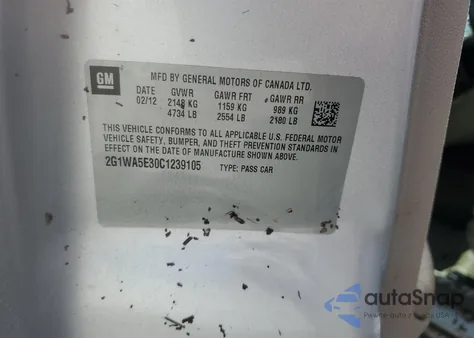 GM
MFD BY GENERAL MOTORS OF CANADA LTD.
DATE GVWR GAWR FRT GAWR RR
02/12 2148 KG 1159 KG 989 KG
4734 LB 2554 LB 2180 LB
THIS VEHICLE CONFORMS TO ALL APPLICABLE U.S. FEDERAL MOTOR
VEHICLE SAFETY, BUMPER, AND THEFT PREVENTION STANDARDS IN
EFFECT ON THE DATE OF MANUFACTURE SHOWN ABOVE.
2G1WA5E30C1239105 TYPE: PASS CAR
autoSnap